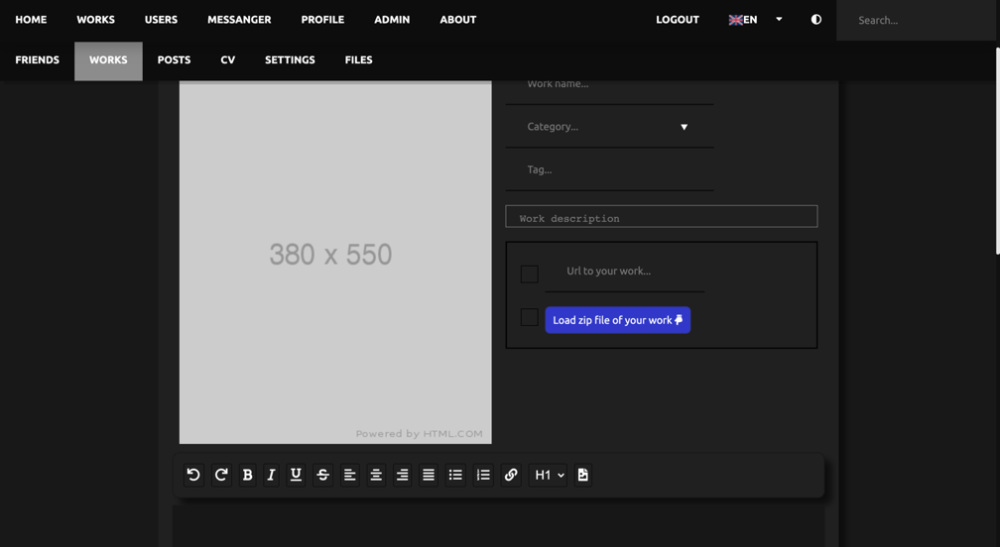 HOME WORKS USERS MESSANGER PROFILE ADMIN ABOUT LOGOUT EN Search...
FRIENDS WORKS POSTS CV SETTINGS FILES
Work name...
Category...
Tag...
Work description
380 x 550
Url to your work...
Load zip file of your work
Powered by HTML.COM
B I U S H1